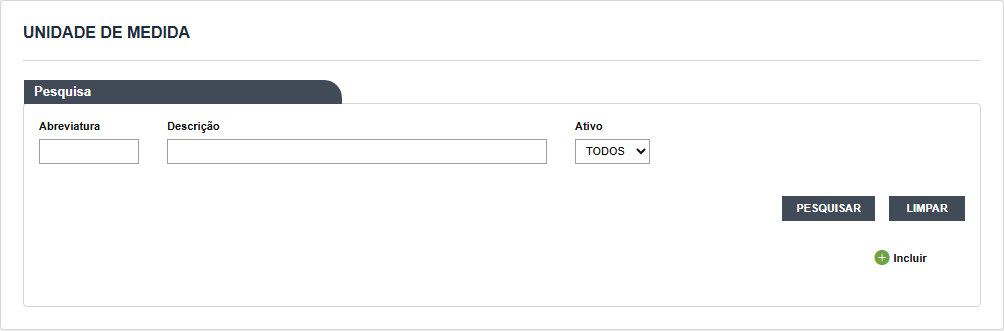 UNIDADE DE MEDIDA
Pesquisa
Abreviatura Descrição Ativo
TODOS
PESQUISAR LIMPAR
Incluir